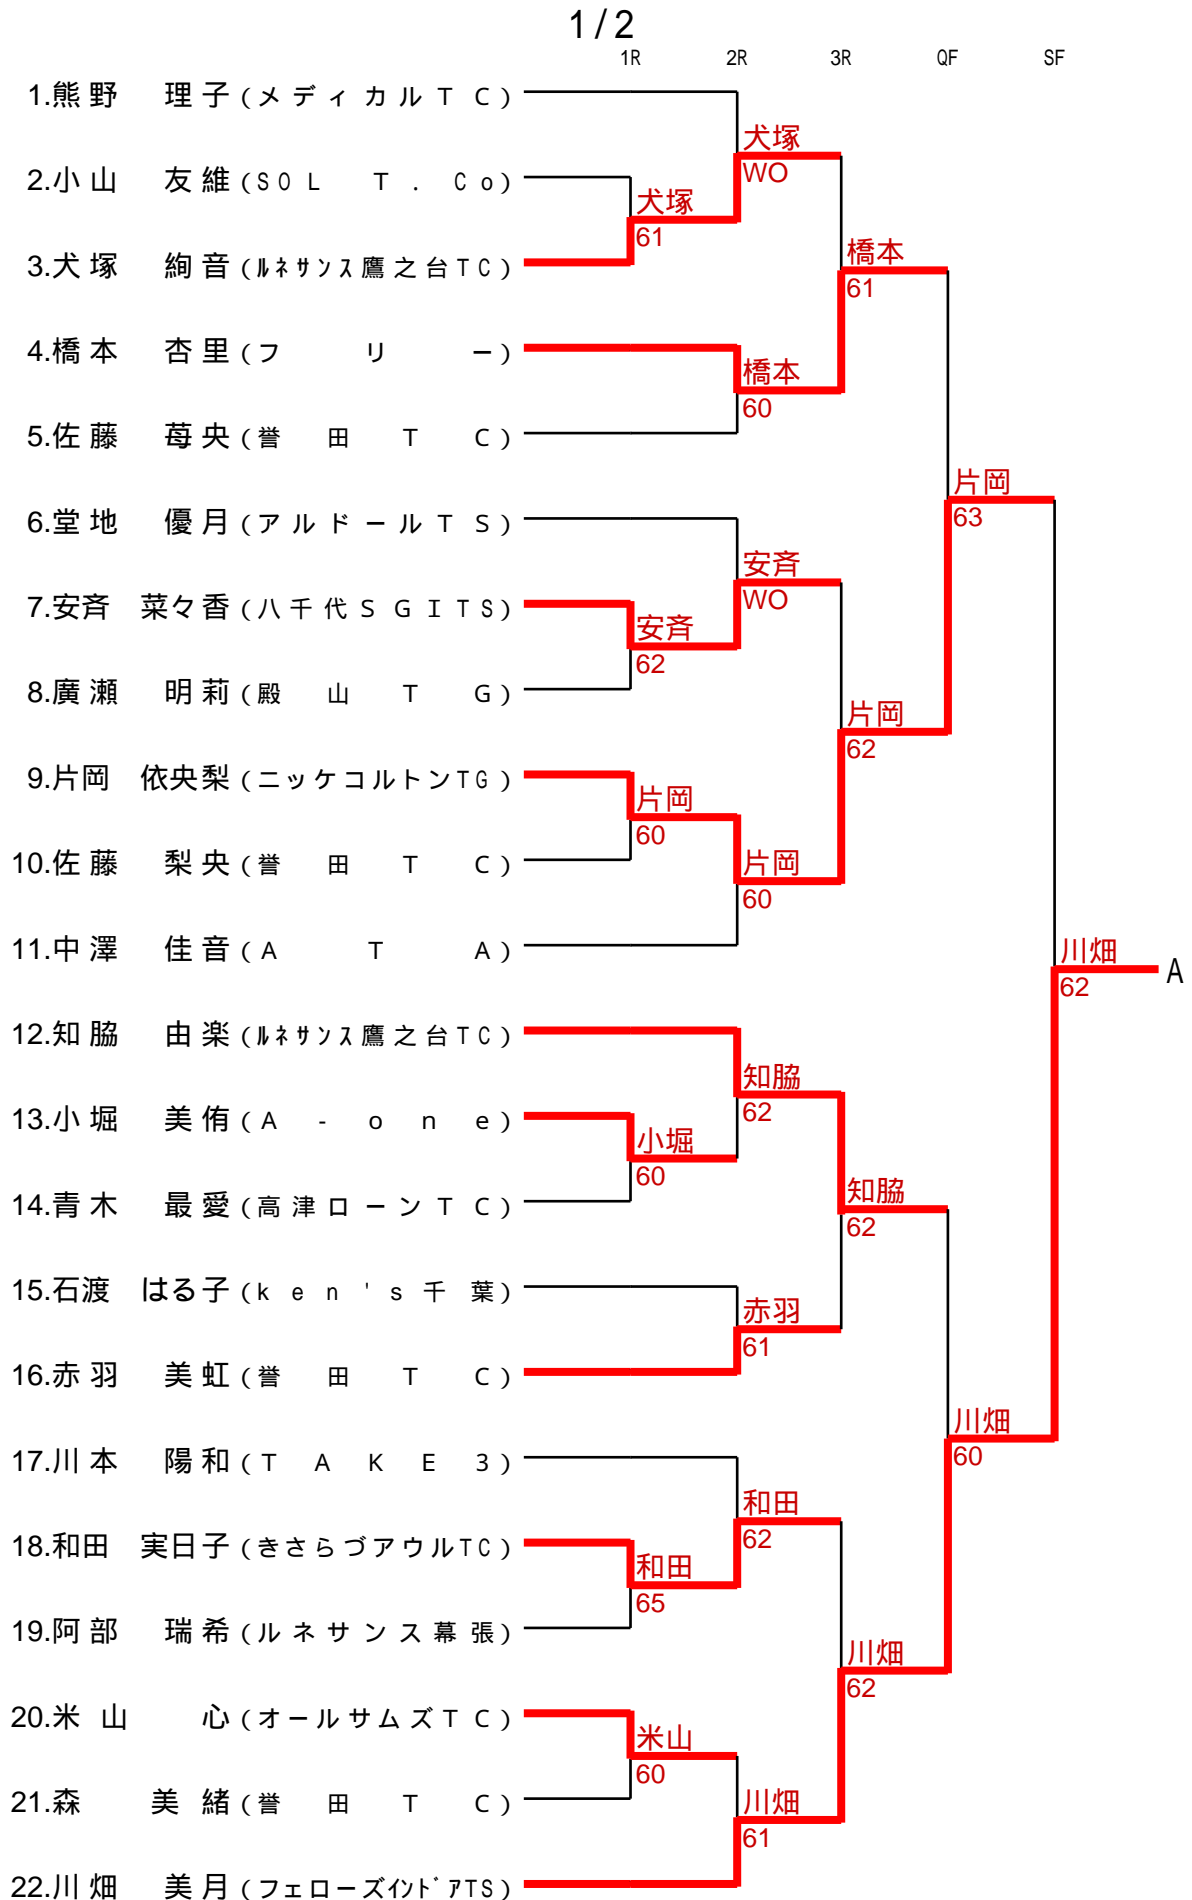 1/2
1R 2R 3R QF SF
1.熊野 理子(メディカルTC)
犬塚
WO
2.小山 友維(SOL T.Co)
犬塚
61
3.犬塚 絢音(ルネサンス鷹之台TC)
橋本
61
4.橋本 杏里(フリー)
橋本
60
5.佐藤 苺央(誉田TC)
片岡
63
6.堂地 優月(アルドールTS)
安斉
WO
7.安斉 菜々香(八千代SGITS)
安斉
62
8.廣瀬 明莉(殿山TG)
片岡
62
9.片岡 依央梨(ニッケコルトンTG)
片岡
60
10.佐藤 梨央(誉田TC)
片岡
60
11.中澤 佳音(ATA)
川畑 A
62
12.知脇 由楽(ルネサンス鷹之台TC)
知脇
62
13.小堀 美侑(A-one)
小堀
60
14.青木 最愛(高津ローンTC)
知脇
62
15.石渡 はる子(ken's千葉)
赤羽
61
16.赤羽 美虹(誉田TC)
川畑
60
17.川本 陽和(TAKE3)
和田
62
18.和田 実日子(きさらづアウルTC)
和田
65
19.阿部 瑞希(ルネサンス幕張)
川畑
62
20.米山 心(オールサムズTC)
米山
60
21.森 美緒(誉田TC)
川畑
61
22.川畑 美月(フェローズインドアTS)